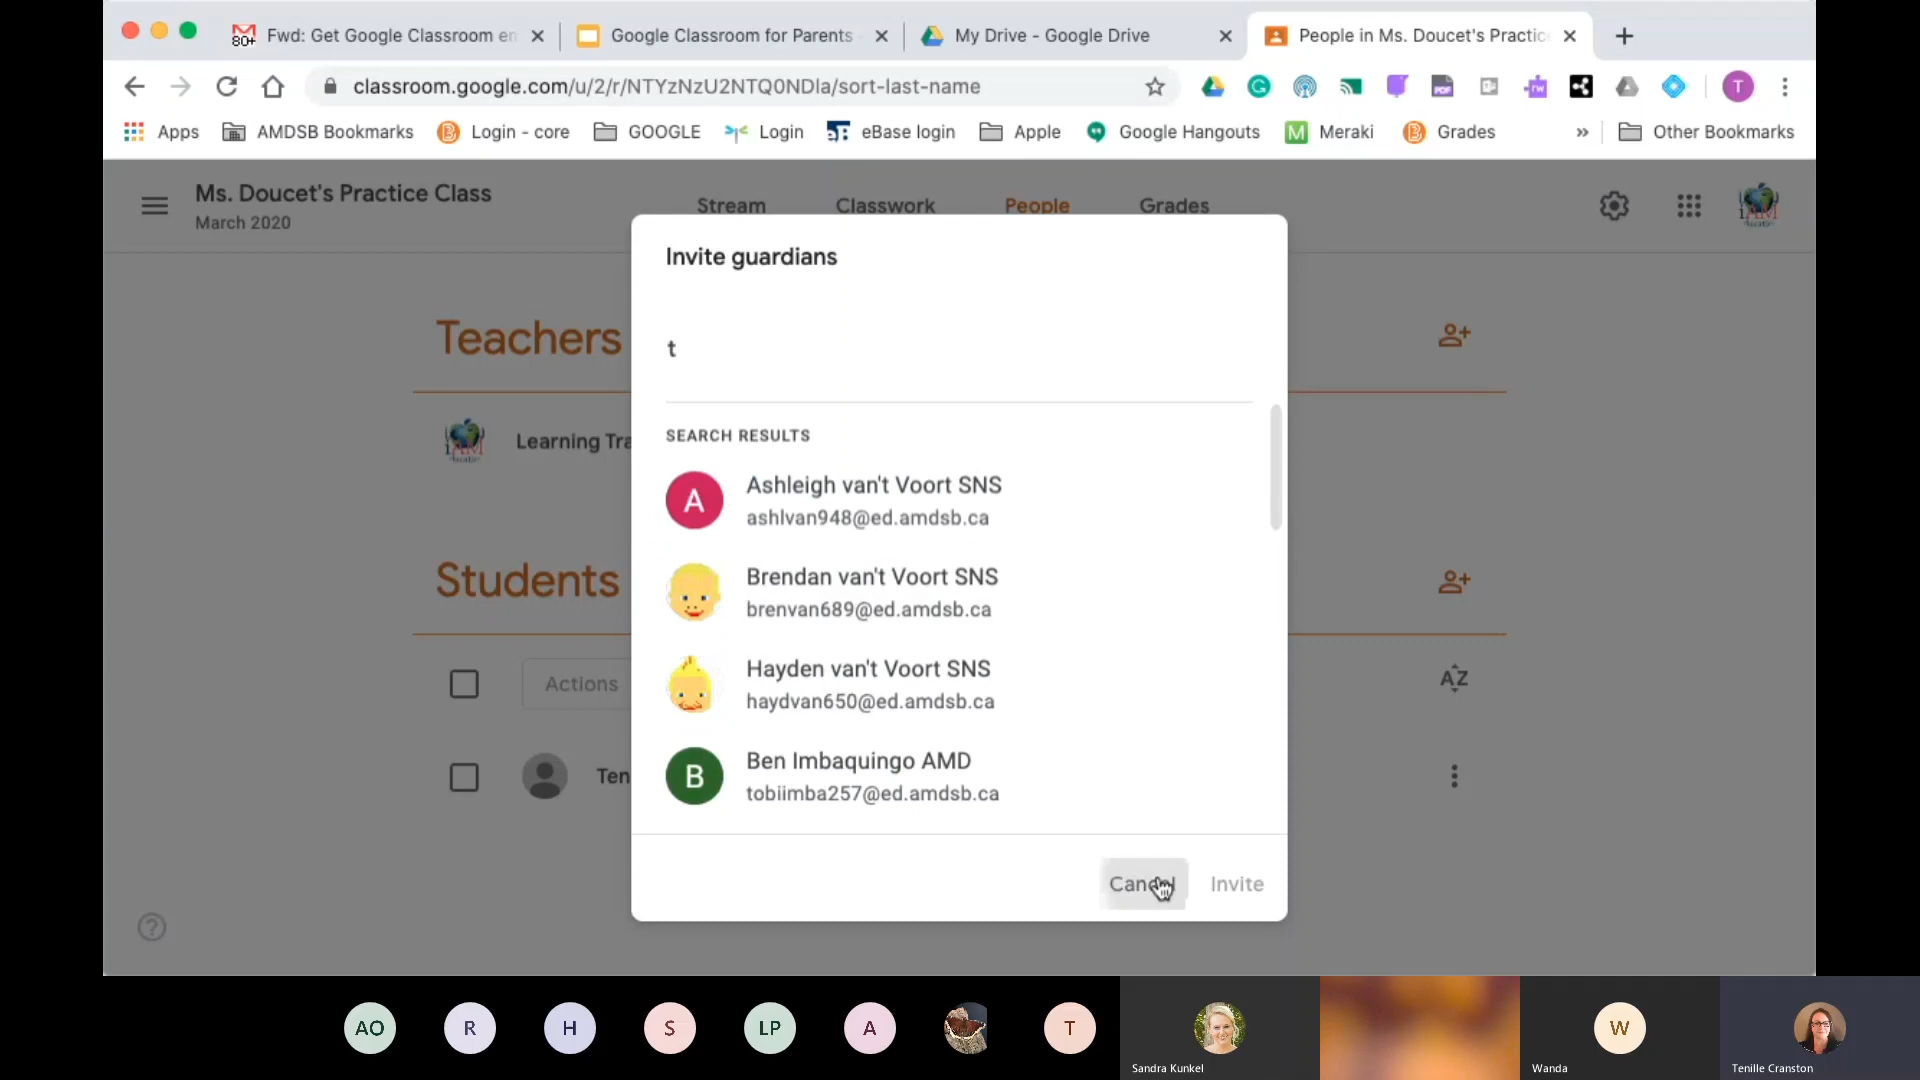 80+
Fwd: Get Google Classroom en
Google Classroom for Parents
My Drive - Google Drive
People in Ms. Doucet's Practic
classroom.google.com/u/2/r/NTYzNzU2NTQ0NDla/sort-last-name
T
Apps
AMDSB Bookmarks
Login - core
GOOGLE
Login
eBase login
Apple
Google Hangouts
M
Meraki
Grades
Other Bookmarks
Ms. Doucet's Practice Class
March 2020
Stream
Classwork
People
Grades
Invite guardians
t
SEARCH RESULTS
A
Ashleigh van't Voort SNS
ashlvan948@ed.amdsb.ca
Brendan van't Voort SNS
brenvan689@ed.amdsb.ca
Hayden van't Voort SNS
haydvan650@ed.amdsb.ca
B
Ben Imbaquingo AMD
tobiimba257@ed.amdsb.ca
Cancel
Invite
Teachers
Learning Tra
Students
Actions
AZ
Ten
AO
R
H
S
LP
A
T
Sandra Kunkel
W
Wanda
Tenille Cranston